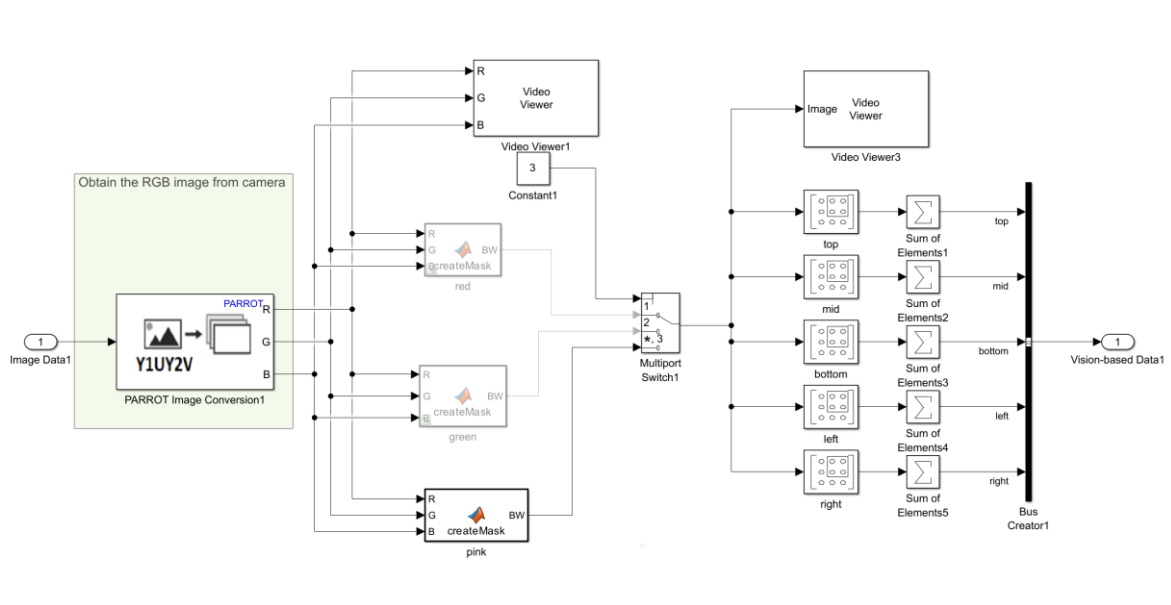 Obtain the RGB image from camera
1
Image Data1
PARROT
R
G
B
Y1UY2V
PARROT Image Conversion1
R
G
B
Video
Viewer
Video Viewer1
3
Constant1
R
G
BW
createMask
red
R
G
BW
createMask
B
green
R
G
BW
createMask
B
pink
1
2
*, 3
Multiport
Switch1
Image
Video
Viewer
Video Viewer3
top
Sum of
Elements1
top
mid
Sum of
Elements2
mid
bottom
Sum of
Elements3
bottom
left
Sum of
Elements4
left
right
Sum of
Elements5
right
Bus
Creator1
1
Vision-based Data1